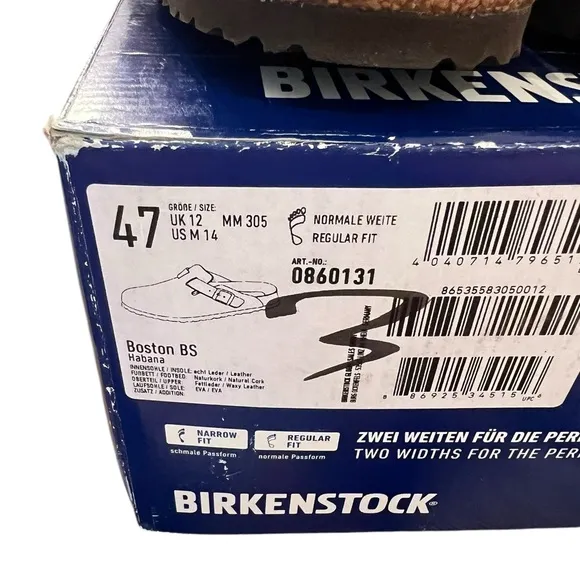 BIRKENS
47
GRÖßE / SIZE:
UK 12 MM 305
US M 14
NORMALE WEITE
REGULAR FIT
ART.-NO.:
0860131
4 040714 79651
86535583050012
Boston BS
Habana
INNENSOHLE / INSOLE: echt Leder / Leather
FUßBETT / FOOTBED: Naturkork / Natural Cork
OBERTEIL / UPPER Fettleder / Waxy Leather
LAUFSOHLE / SOLE: EVA / EVA
ZUSATZ / ADDITION:
8 86925 34515 6
UPC
NARROW FIT
schmale Passform
REGULAR FIT
normale Passform
ZWEI WEITEN FÜR DIE PER
TWO WIDTHS FOR THE PER
BIRKENSTOCK®